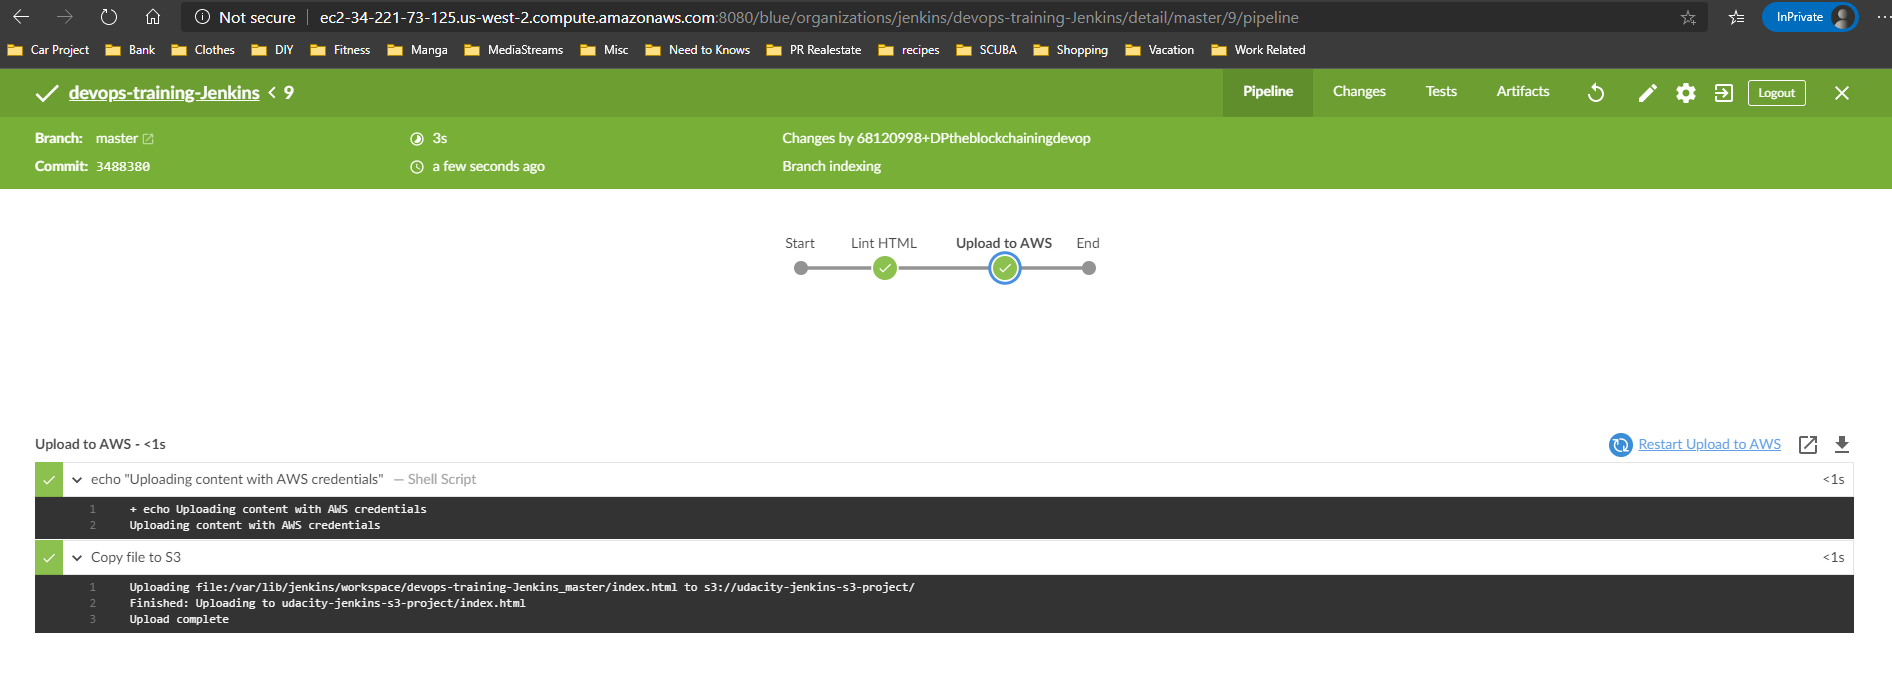 Not secure | ec2-34-221-73-125.us-west-2.compute.amazonaws.com:8080/blue/organizations/jenkins/devops-training-Jenkins/detail/master/9/pipeline InPrivate
Car Project Bank Clothes DIY Fitness Manga MediaStreams Misc Need to Knows PR Realestate recipes SCUBA Shopping Vacation Work Related
devops-training-Jenkins < 9 Pipeline Changes Tests Artifacts Logout
Branch: master 3s Changes by 68120998+DPtheblockchainingdevop
Commit: 3488380 a few seconds ago Branch indexing
Start Lint HTML Upload to AWS End
Upload to AWS - <1s Restart Upload to AWS
echo "Uploading content with AWS credentials" — Shell Script <1s
1 + echo Uploading content with AWS credentials
2 Uploading content with AWS credentials
Copy file to S3 <1s
1 Uploading file:/var/lib/jenkins/workspace/devops-training-Jenkins_master/index.html to s3://udacity-jenkins-s3-project/
2 Finished: Uploading to udacity-jenkins-s3-project/index.html
3 Upload complete